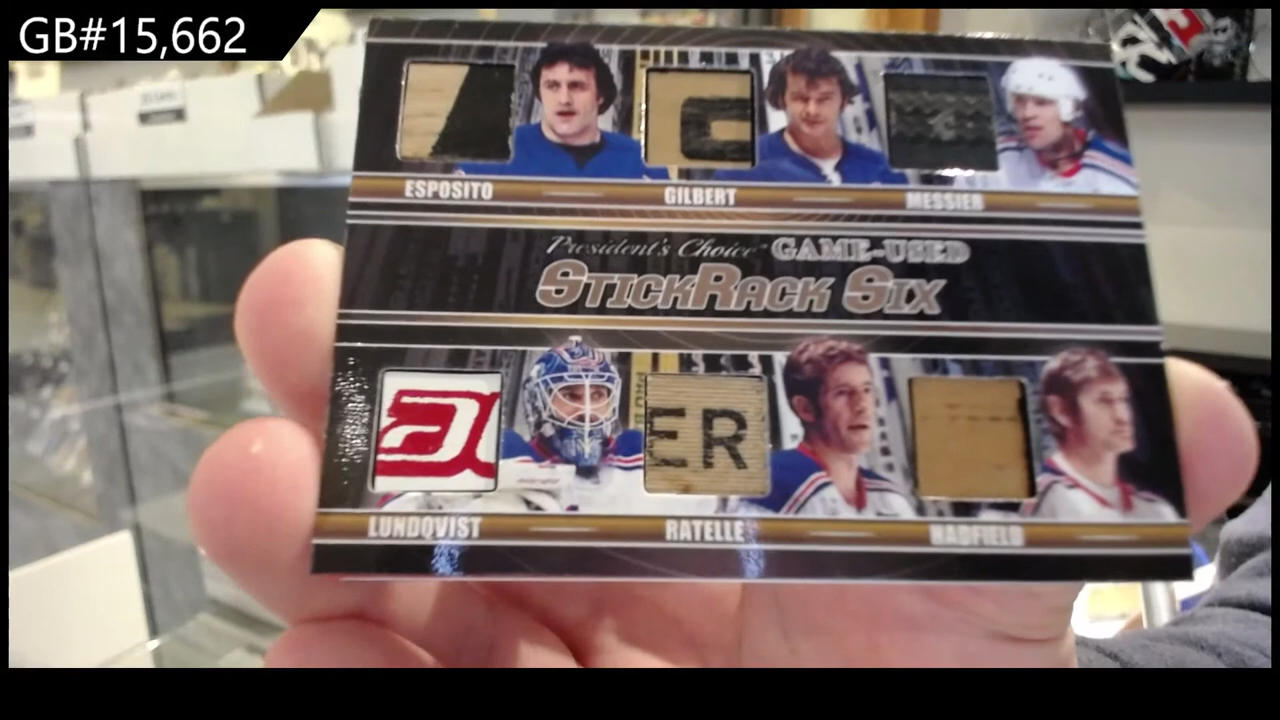 GB#15,662
ESPOSITO GILBERT MESSIER
President's Choice GAME-USED
STICKRACK SIX
ER
LUNDQVIST RATELLE HADFIELD